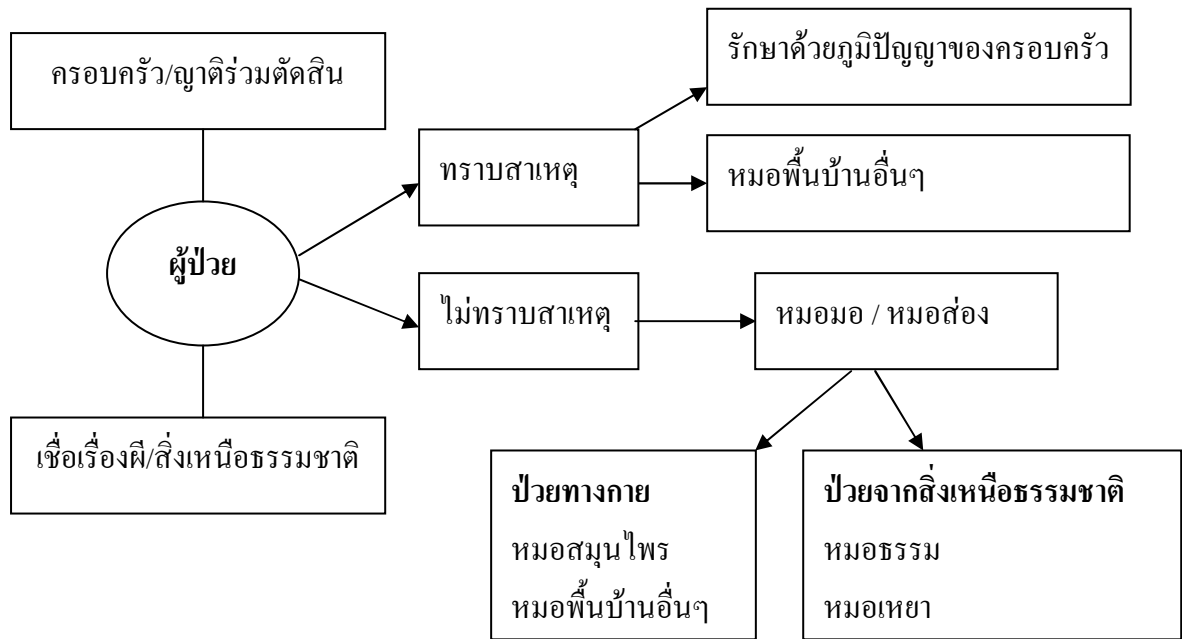 ครอบครัว/ญาติร่วมตัดสิน
รักษาด้วยภูมิปัญญาของครอบครัว
ทราบสาเหตุ
หมอพื้นบ้านอื่นๆ
ผู้ป่วย
ไม่ทราบสาเหตุ
หมอมอ / หมอส่อง
เชื่อเรื่องผี/สิ่งเหนือธรรมชาติ
ป่วยทางกาย
หมอสมุนไพร
หมอพื้นบ้านอื่นๆ
ป่วยจากสิ่งเหนือธรรมชาติ
หมอธรรม
หมอเหยา